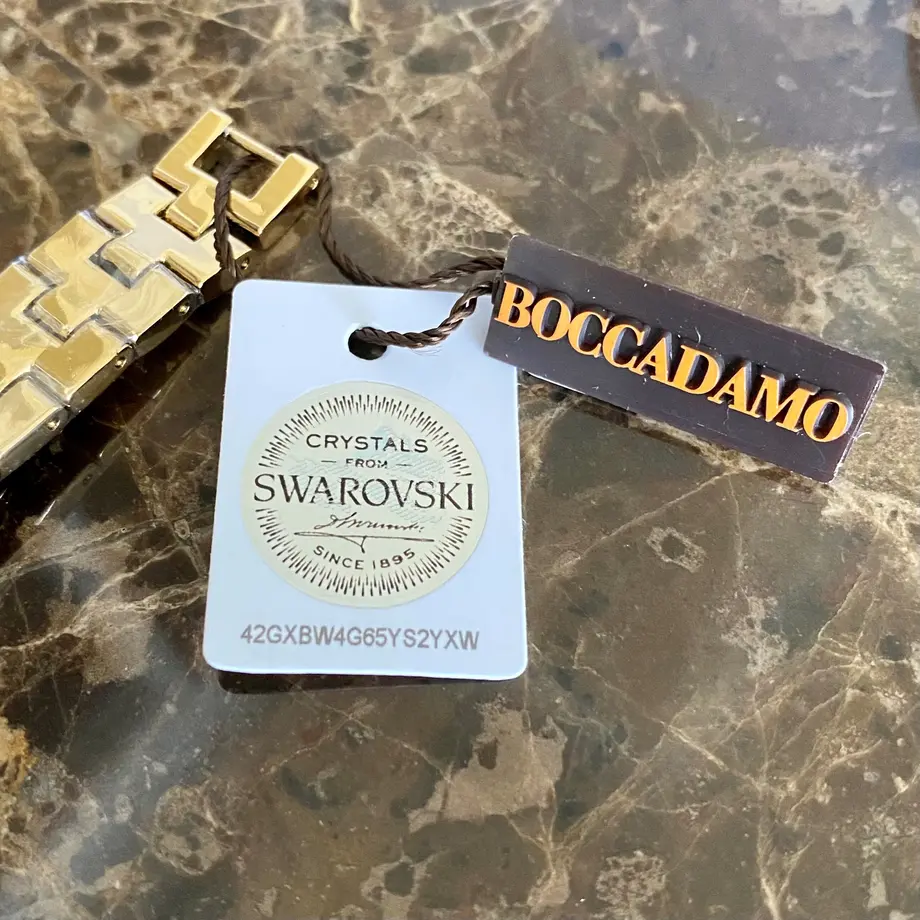 BOCCADAMO
CRYSTALS
— FROM —
SWAROVSKI
SINCE 1895
42GXBW4G65YS2YXW